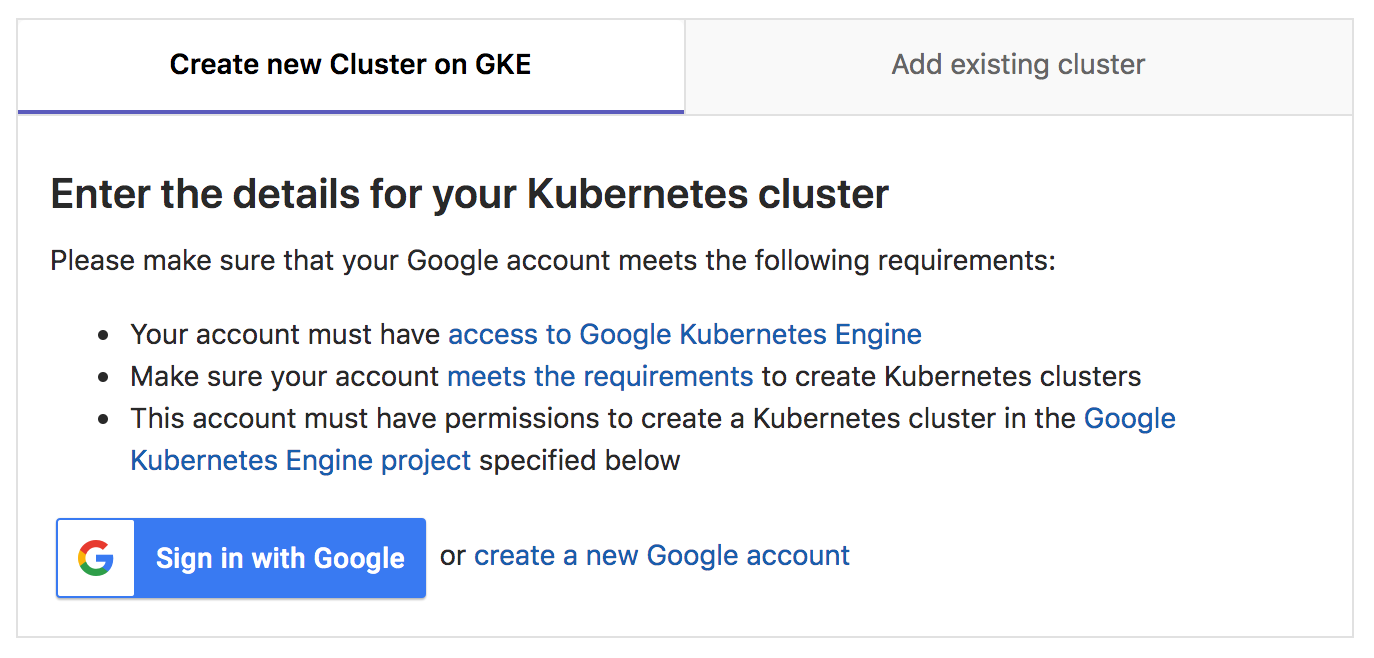 Create new Cluster on GKE
Add existing cluster
Enter the details for your Kubernetes cluster
Please make sure that your Google account meets the following requirements:
Your account must have access to Google Kubernetes Engine
Make sure your account meets the requirements to create Kubernetes clusters
This account must have permissions to create a Kubernetes cluster in the Google
Kubernetes Engine project specified below
Sign in with Google or create a new Google account